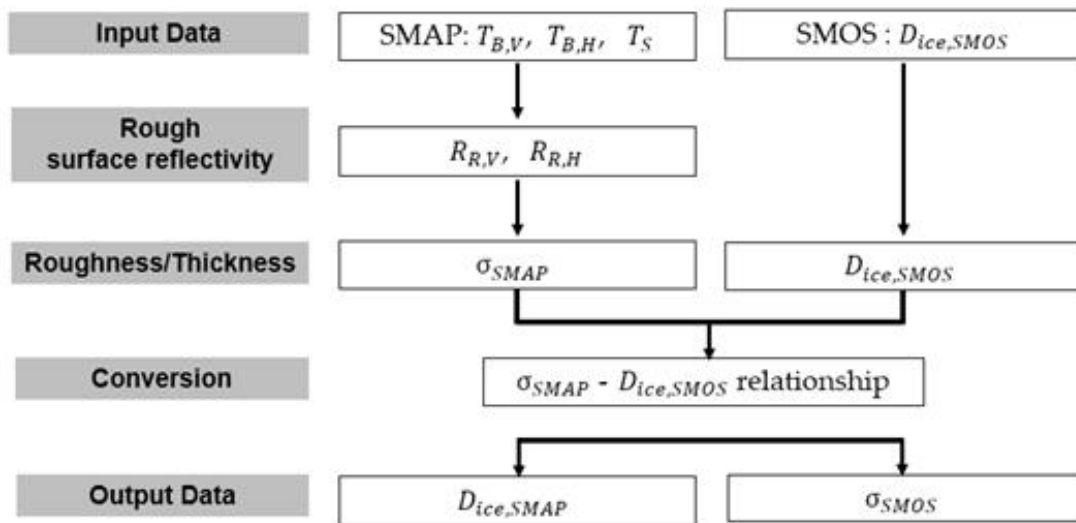 Input Data
SMAP: T_{B,V}, T_{B,H}, T_S
SMOS : D_{ice,SMOS}
Rough
surface reflectivity
R_{R,V}, R_{R,H}
Roughness/Thickness
σ_{SMAP}
D_{ice,SMOS}
Conversion
σ_{SMAP} - D_{ice,SMOS} relationship
Output Data
D_{ice,SMAP}
σ_{SMOS}